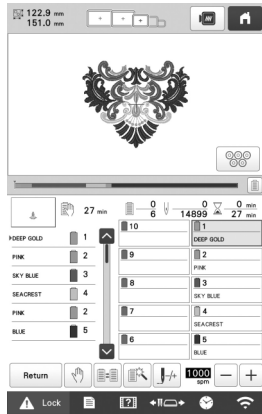 122.9 mm
151.0 mm
27 min
0
6
0
14899
0 min
27 min
DEEP GOLD 1
PINK 2
SKY BLUE 3
SEACREST 4
PINK 2
BLUE 5
10
1
DEEP GOLD
9
2
PINK
8
3
SKY BLUE
7
4
SEACREST
6
5
BLUE
Return
1000
spm
Lock